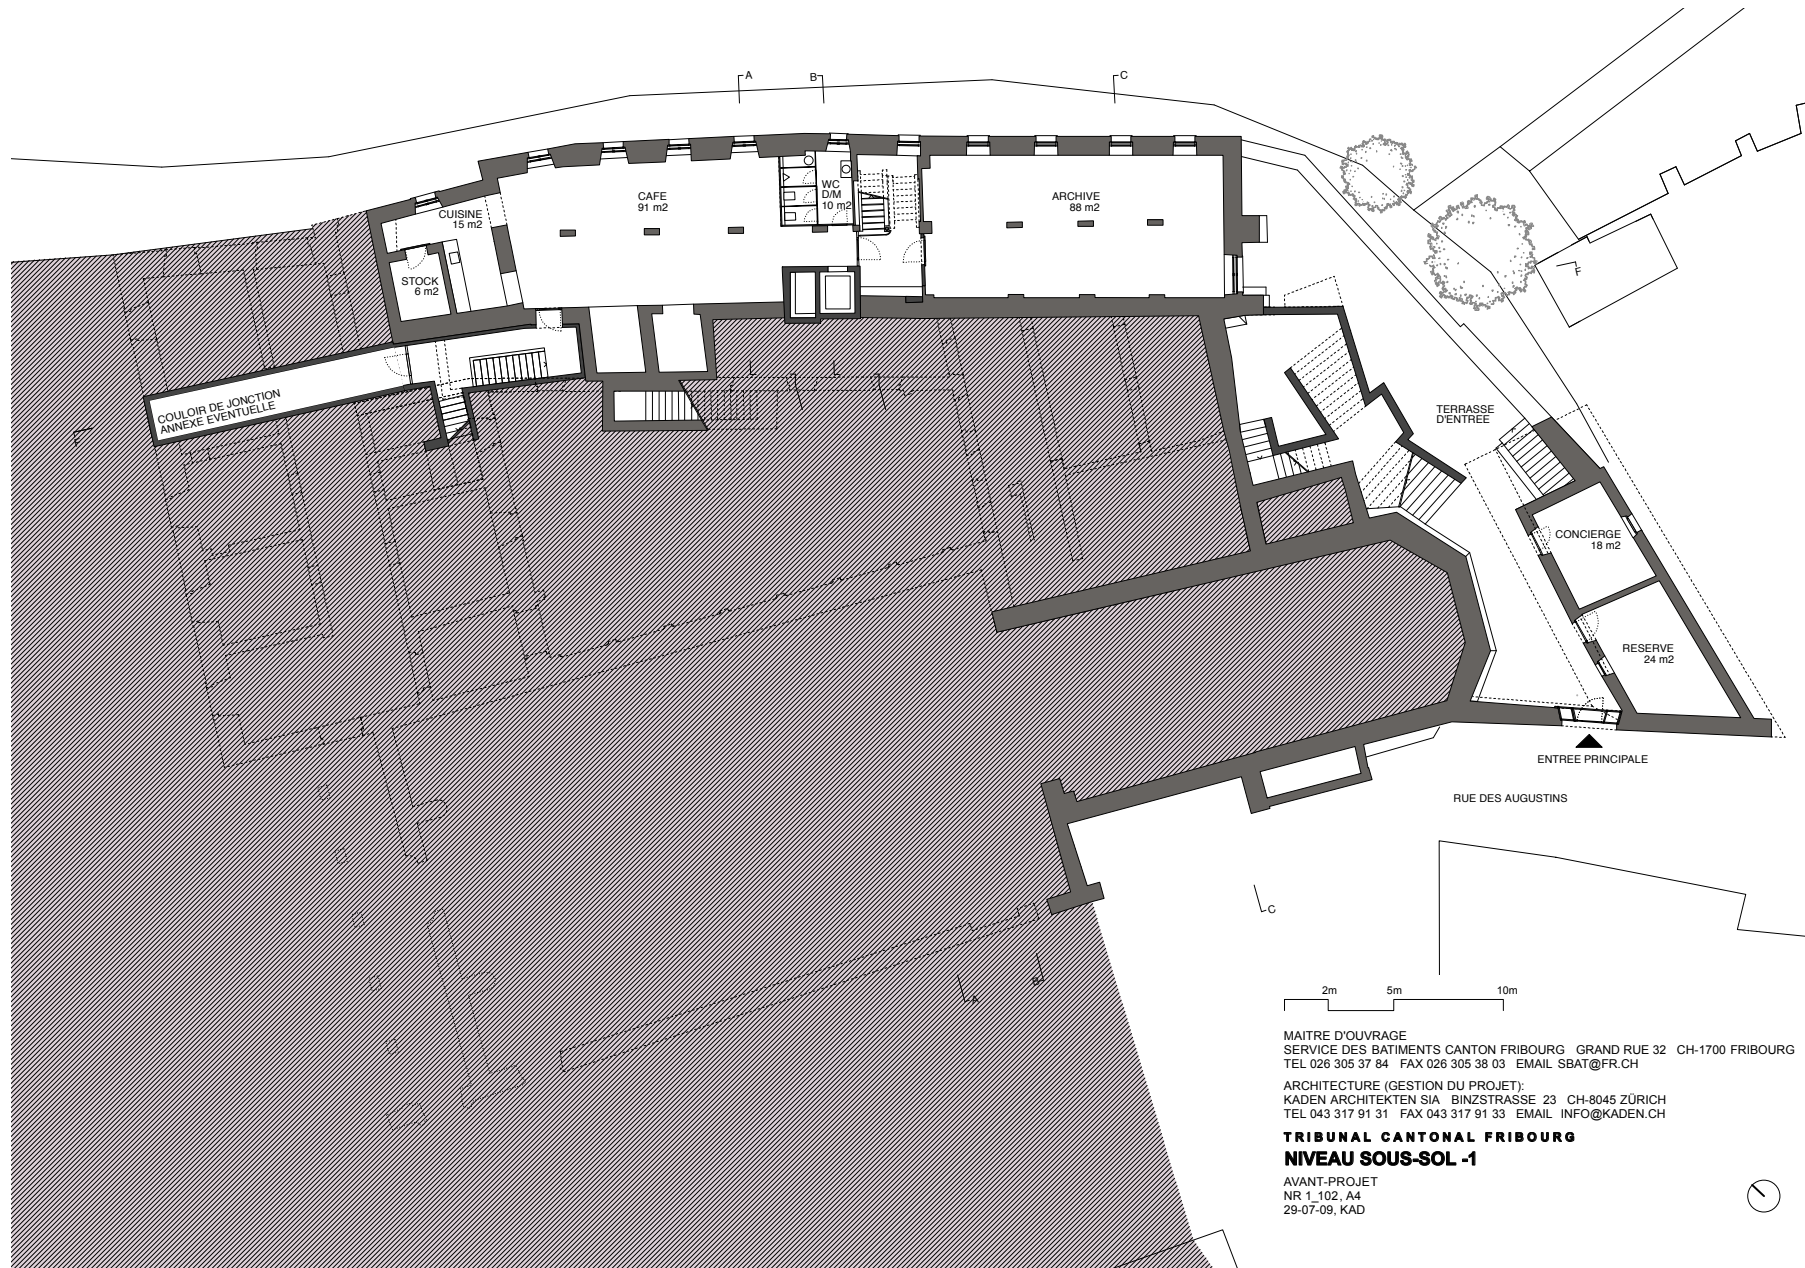 A
B
C
CAFE
91 m2
WC
D/M
10 m2
ARCHIVE
88 m2
CUISINE
15 m2
STOCK
6 m2
F
COULOIR DE JONCTION
ANNEXE EVENTUELLE
F
TERRASSE
D'ENTREE
CONCIERGE
18 m2
RESERVE
24 m2
ENTREE PRINCIPALE
RUE DES AUGUSTINS
C
B
A
2m 5m 10m
MAITRE D'OUVRAGE
SERVICE DES BATIMENTS CANTON FRIBOURG GRAND RUE 32 CH-1700 FRIBOURG
TEL 026 305 37 84 FAX 026 305 38 03 EMAIL SBAT@FR.CH
ARCHITECTURE (GESTION DU PROJET):
KADEN ARCHITEKTEN SIA BINZSTRASSE 23 CH-8045 ZÜRICH
TEL 043 317 91 31 FAX 043 317 91 33 EMAIL INFO@KADEN.CH
TRIBUNAL CANTONAL FRIBOURG
NIVEAU SOUS-SOL -1
AVANT-PROJET
NR 1_102, A4
29-07-09, KAD